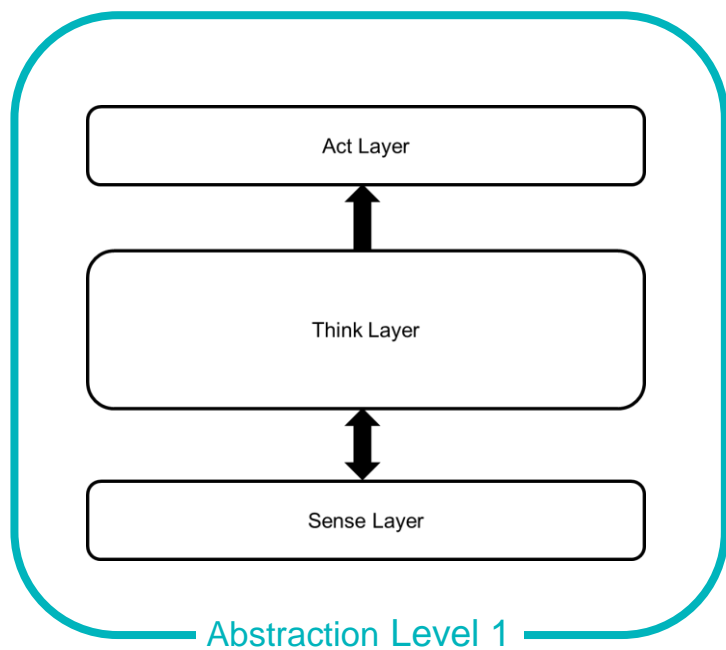 Act Layer
Think Layer
Sense Layer
Abstraction Level 1